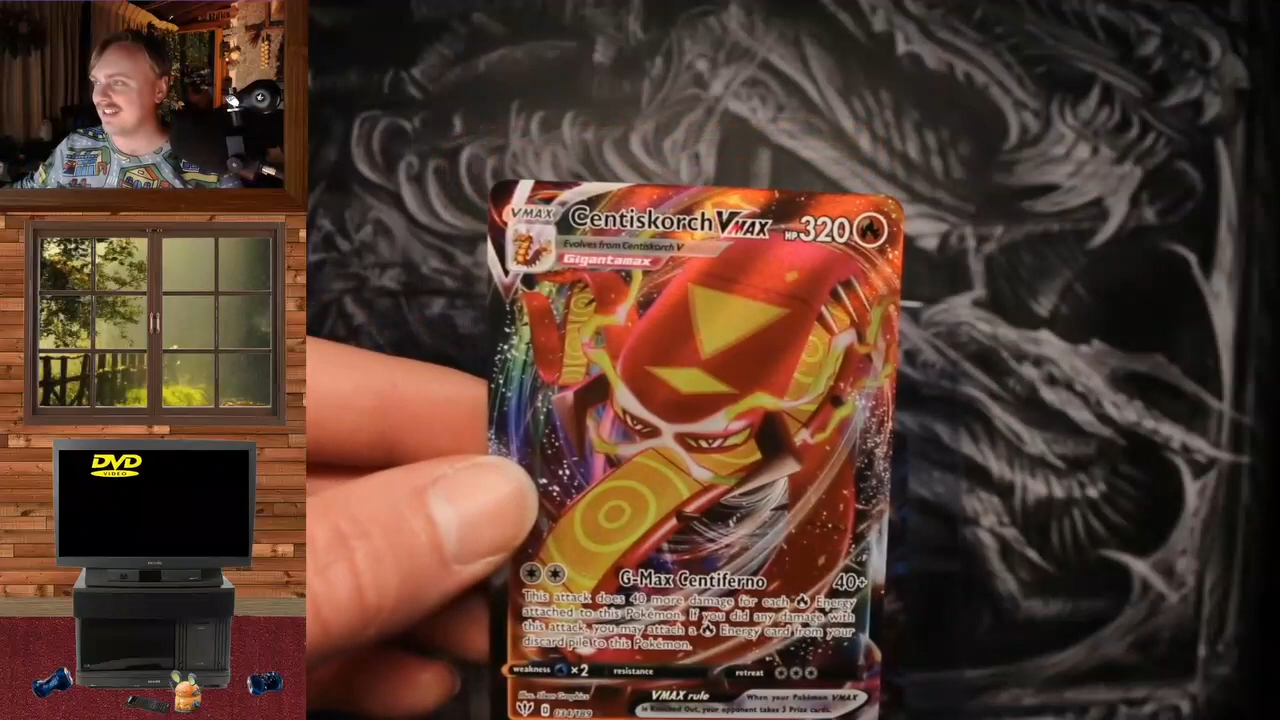 VMAX
Centiskorch VMAX HP 320
Evolves from Centiskorch V
Gigantamax
DVD
VIDEO
G-Max Centiferno 40+
This attack does 40 more damage for each Energy
attached to this Pokémon. If you did any damage with
this attack, you may attach a Energy card from your
discard pile to this Pokémon.
weakness ×2 resistance retreat
VMAX rule When your Pokémon VMAX
is Knocked Out, your opponent takes 3 Prize cards.
034/189